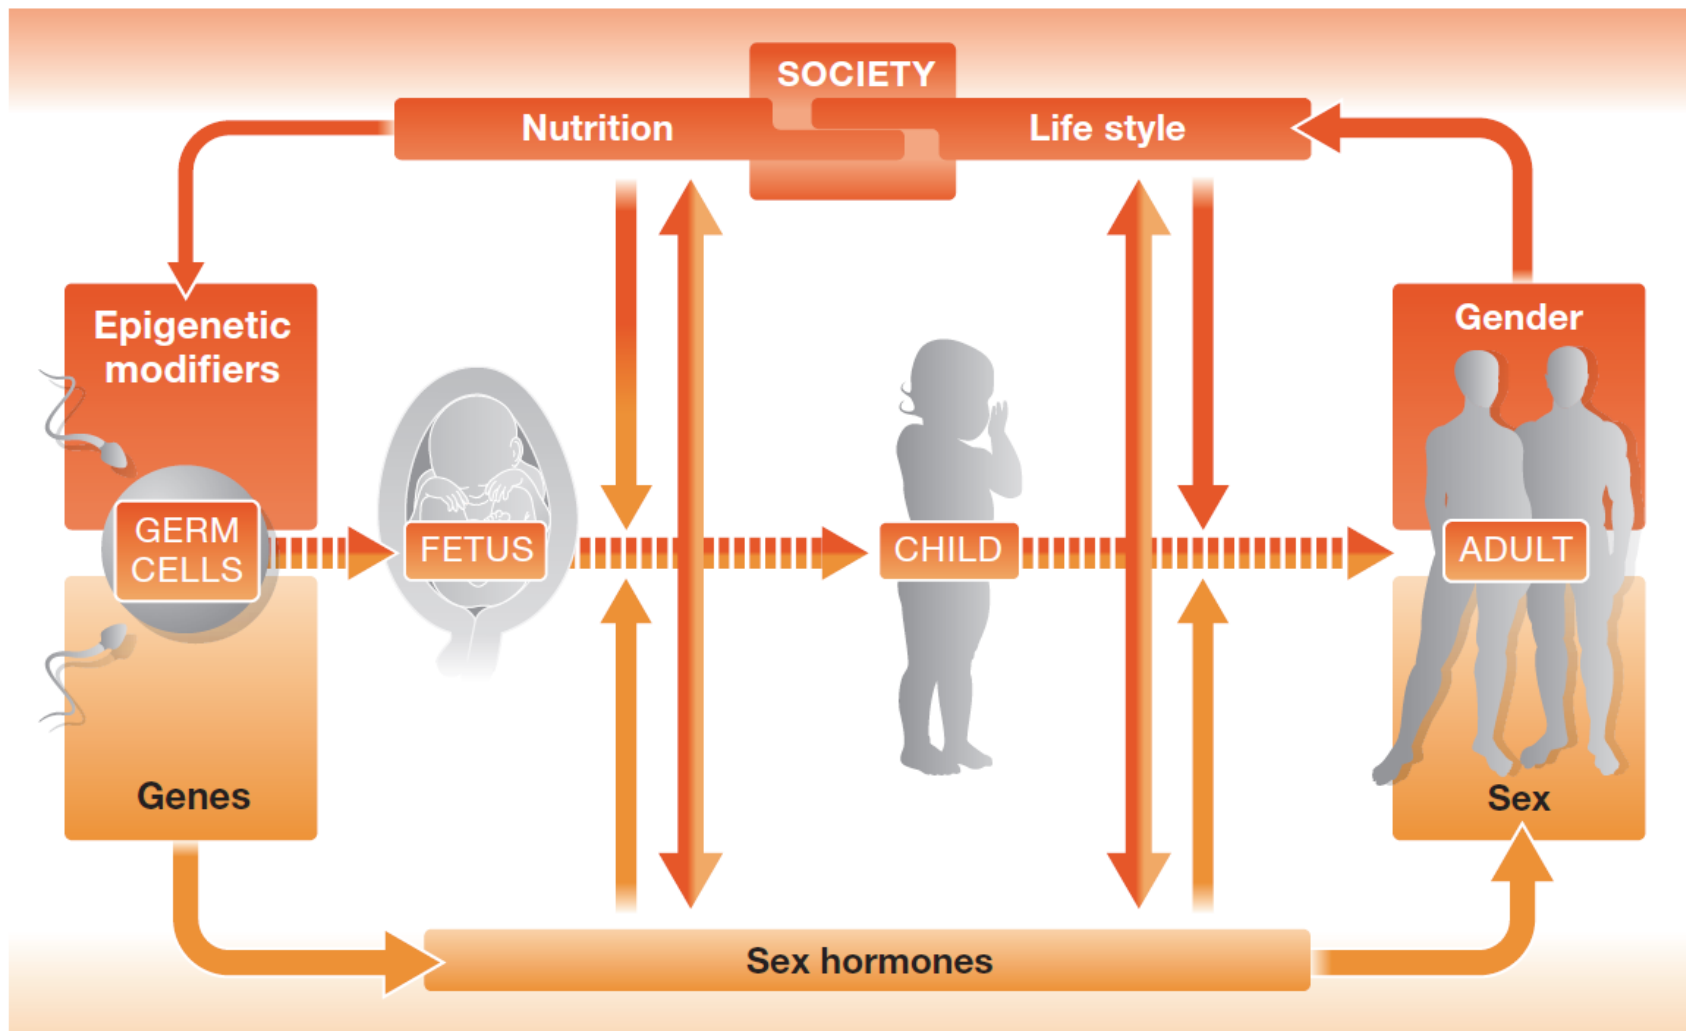 SOCIETY
Nutrition
Life style
Epigenetic
modifiers
Gender
GERM
CELLS
FETUS
CHILD
ADULT
Genes
Sex
Sex hormones